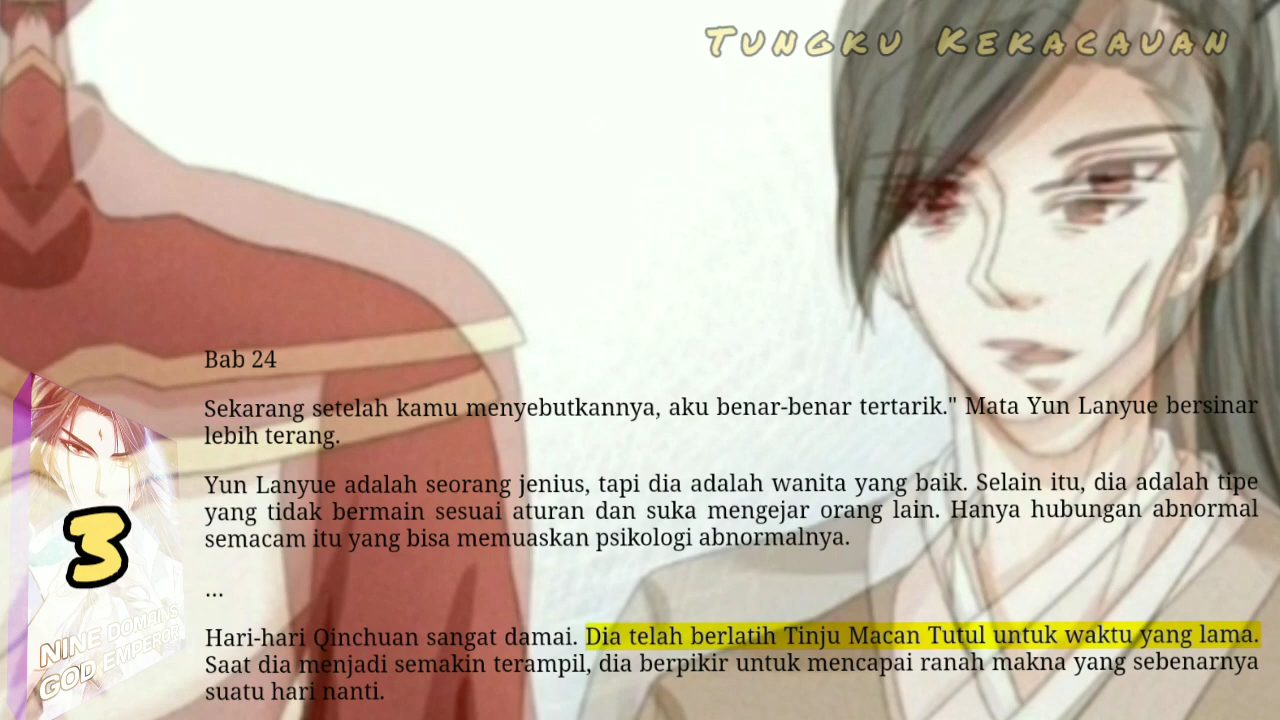 Tungku Kekacauan
Bab 24
Sekarang setelah kamu menyebutkannya, aku benar-benar tertarik." Mata Yun Lanyue bersinar
lebih terang.
Yun Lanyue adalah seorang jenius, tapi dia adalah wanita yang baik. Selain itu, dia adalah tipe
yang tidak bermain sesuai aturan dan suka mengejar orang lain. Hanya hubungan abnormal
semacam itu yang bisa memuaskan psikologi abnormalnya.
...
Hari-hari Qinchuan sangat damai. Dia telah berlatih Tinju Macan Tutul untuk waktu yang lama.
Saat dia menjadi semakin terampil, dia berpikir untuk mencapai ranah makna yang sebenarnya
suatu hari nanti.
3
NINE DOMAINS
GOD EMPEROR